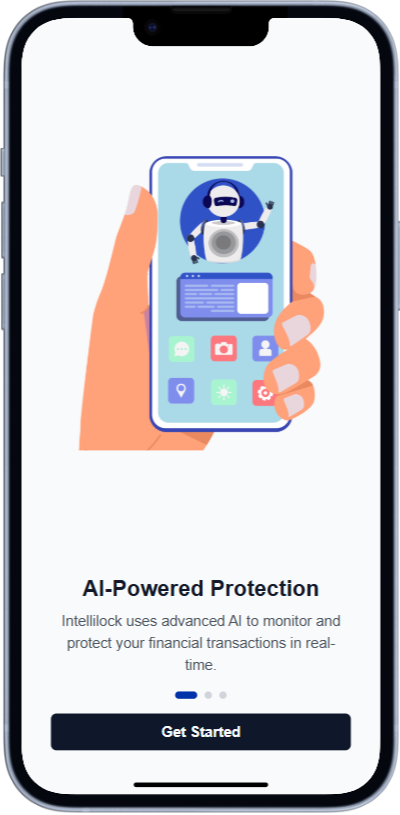 AI-Powered Protection
Intellilock uses advanced AI to monitor and
protect your financial transactions in real-
time.
Get Started